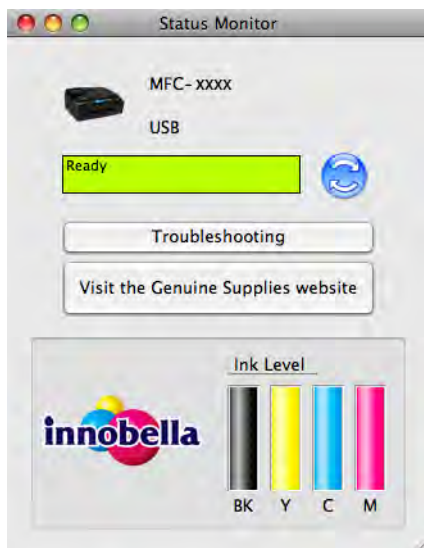 Status Monitor
MFC-xxxx
USB
Ready
Troubleshooting
Visit the Genuine Supplies website
Ink Level
innobella
BK Y C M